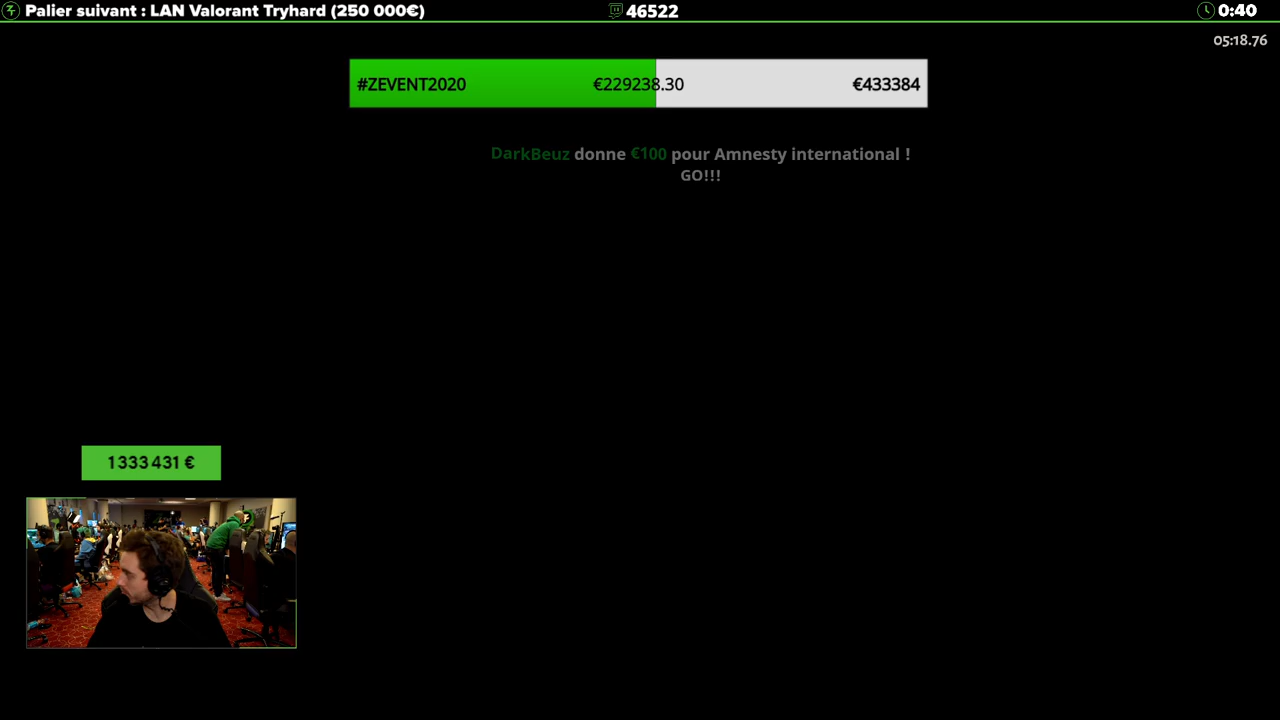 Palier suivant : LAN Valorant Tryhard (250 000€)
46522
0:40
05:18.76
#ZEVENT2020 €229238.30 €433384
DarkBeuz donne €100 pour Amnesty international !
GO!!!
1 333 431 €